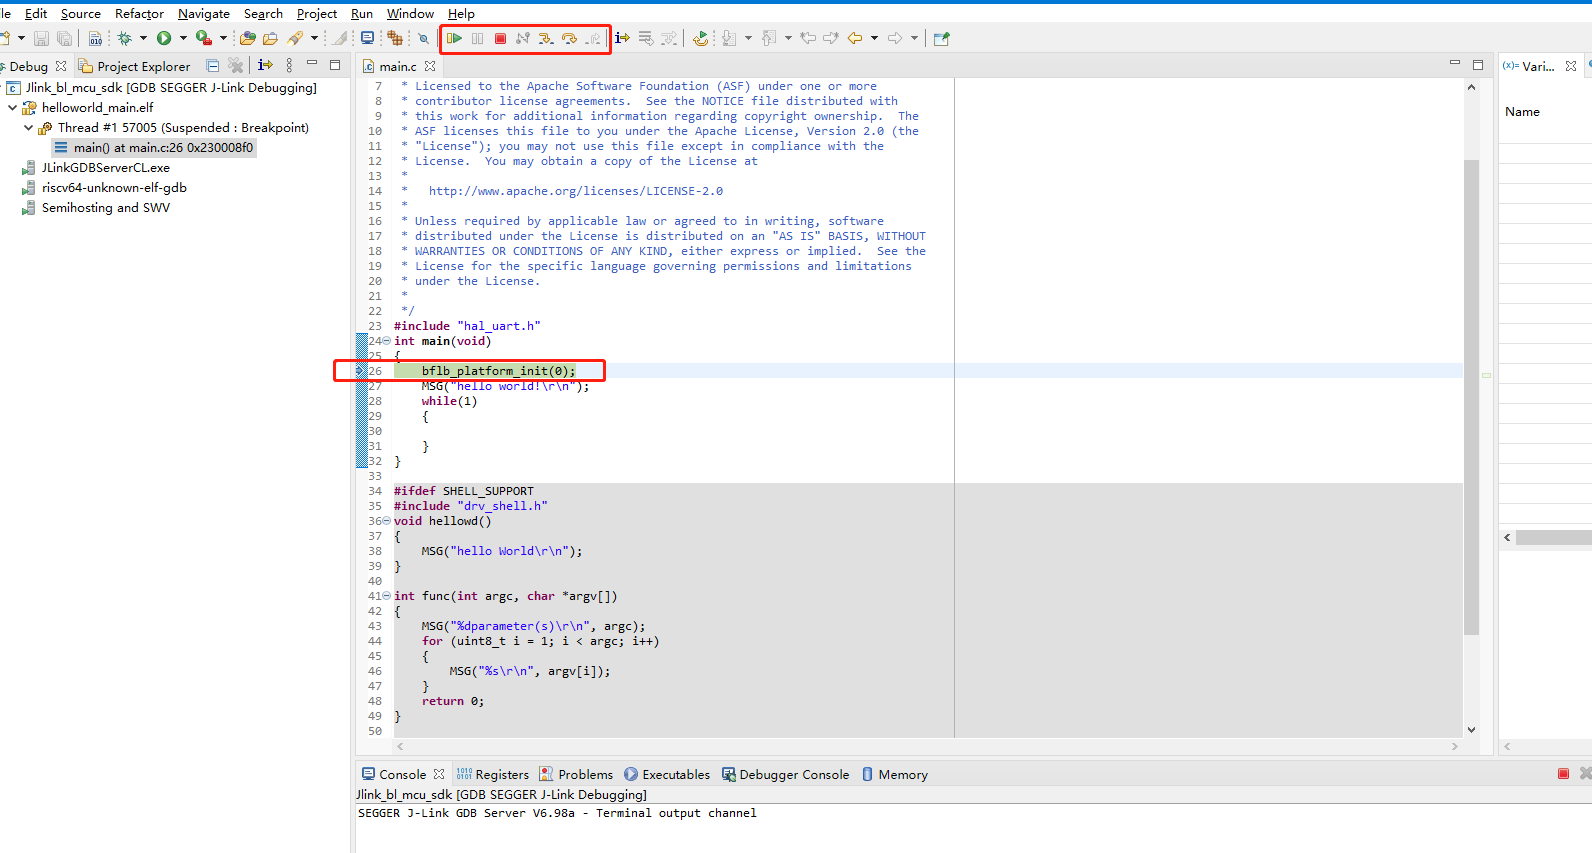 le Edit Source Refactor Navigate Search Project Run Window Help
Debug Project Explorer
Jlink_bl_mcu_sdk [GDB SEGGER J-Link Debugging]
helloworld_main.elf
Thread #1 57005 (Suspended : Breakpoint)
main() at main.c:26 0x230008f0
JLinkGDBServerCL.exe
riscv64-unknown-elf-gdb
Semihosting and SWV
main.c
7 * Licensed to the Apache Software Foundation (ASF) under one or more
8 * contributor license agreements.  See the NOTICE file distributed with
9 * this work for additional information regarding copyright ownership.  The
10 * ASF licenses this file to you under the Apache License, Version 2.0 (the
11 * "License"); you may not use this file except in compliance with the
12 * License.  You may obtain a copy of the License at
13 *
14 *   http://www.apache.org/licenses/LICENSE-2.0
15 *
16 * Unless required by applicable law or agreed to in writing, software
17 * distributed under the License is distributed on an "AS IS" BASIS, WITHOUT
18 * WARRANTIES OR CONDITIONS OF ANY KIND, either express or implied.  See the
19 * License for the specific language governing permissions and limitations
20 * under the License.
21 *
22 */
23 #include "hal_uart.h"
24 int main(void)
25 {
26 bflb_platform_init(0);
27 MSG("hello world!\r\n");
28 while(1)
29 {
30
31 }
32 }
33
34 #ifdef SHELL_SUPPORT
35 #include "drv_shell.h"
36 void hellowd()
37 {
38 MSG("hello World\r\n");
39 }
40
41 int func(int argc, char *argv[])
42 {
43 MSG("%dparameter(s)\r\n", argc);
44 for (uint8_t i = 1; i < argc; i++)
45 {
46 MSG("%s\r\n", argv[i]);
47 }
48 return 0;
49 }
50
(x)= Vari...
Name
Console Registers Problems Executables Debugger Console Memory
Jlink_bl_mcu_sdk [GDB SEGGER J-Link Debugging]
SEGGER J-Link GDB Server V6.98a - Terminal output channel